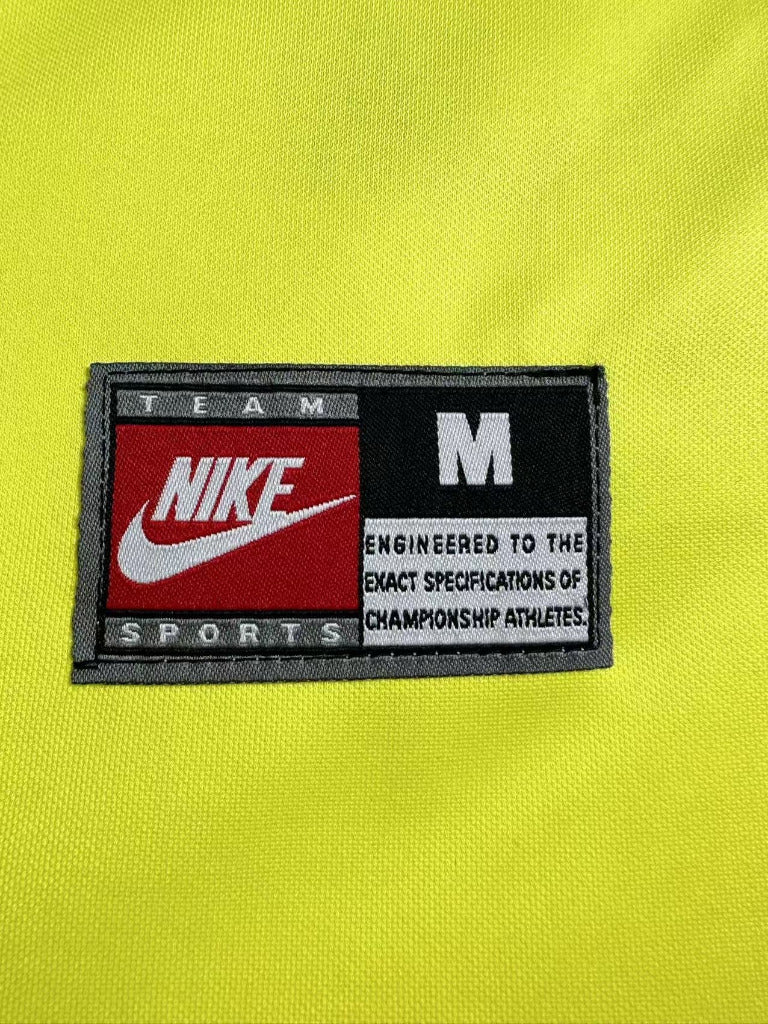 TEAM
NIKE
SPORTS
M
ENGINEERED TO THE
EXACT SPECIFICATIONS OF
CHAMPIONSHIP ATHLETES.